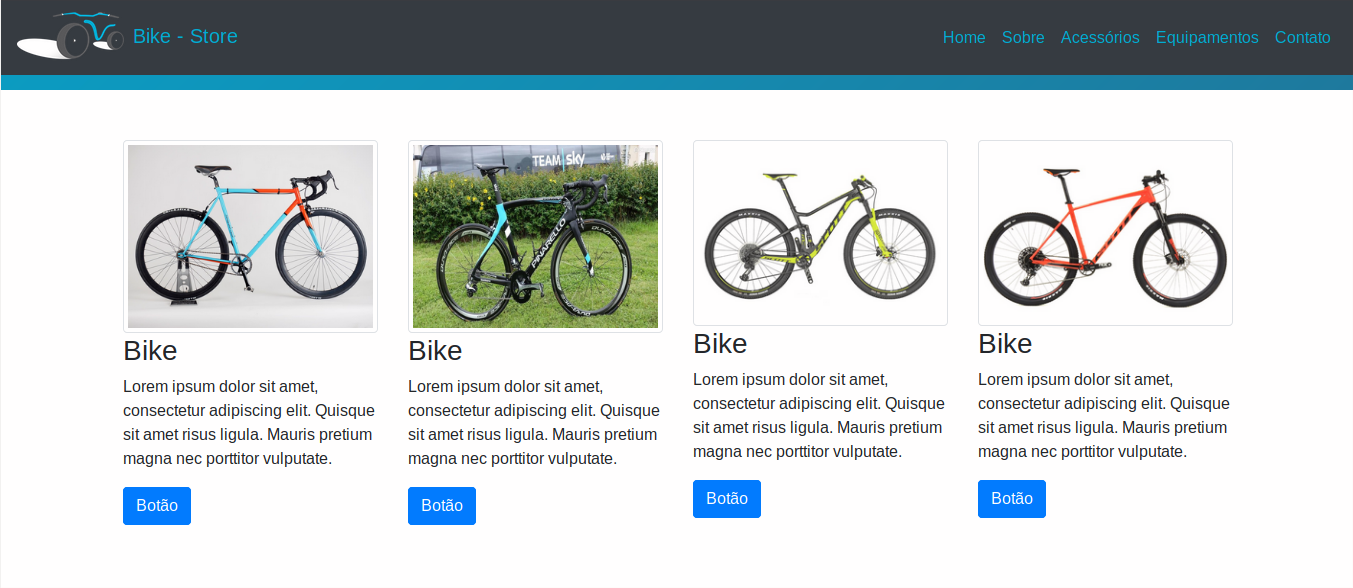 Bike - Store
Home Sobre Acessórios Equipamentos Contato
TEAM sky
PINARELLO
Bike
Lorem ipsum dolor sit amet,
consectetur adipiscing elit. Quisque
sit amet risus ligula. Mauris pretium
magna nec porttitor vulputate.
Botão
Bike
Lorem ipsum dolor sit amet,
consectetur adipiscing elit. Quisque
sit amet risus ligula. Mauris pretium
magna nec porttitor vulputate.
Botão
SCOTT
Bike
Lorem ipsum dolor sit amet,
consectetur adipiscing elit. Quisque
sit amet risus ligula. Mauris pretium
magna nec porttitor vulputate.
Botão
Bike
Lorem ipsum dolor sit amet,
consectetur adipiscing elit. Quisque
sit amet risus ligula. Mauris pretium
magna nec porttitor vulputate.
Botão